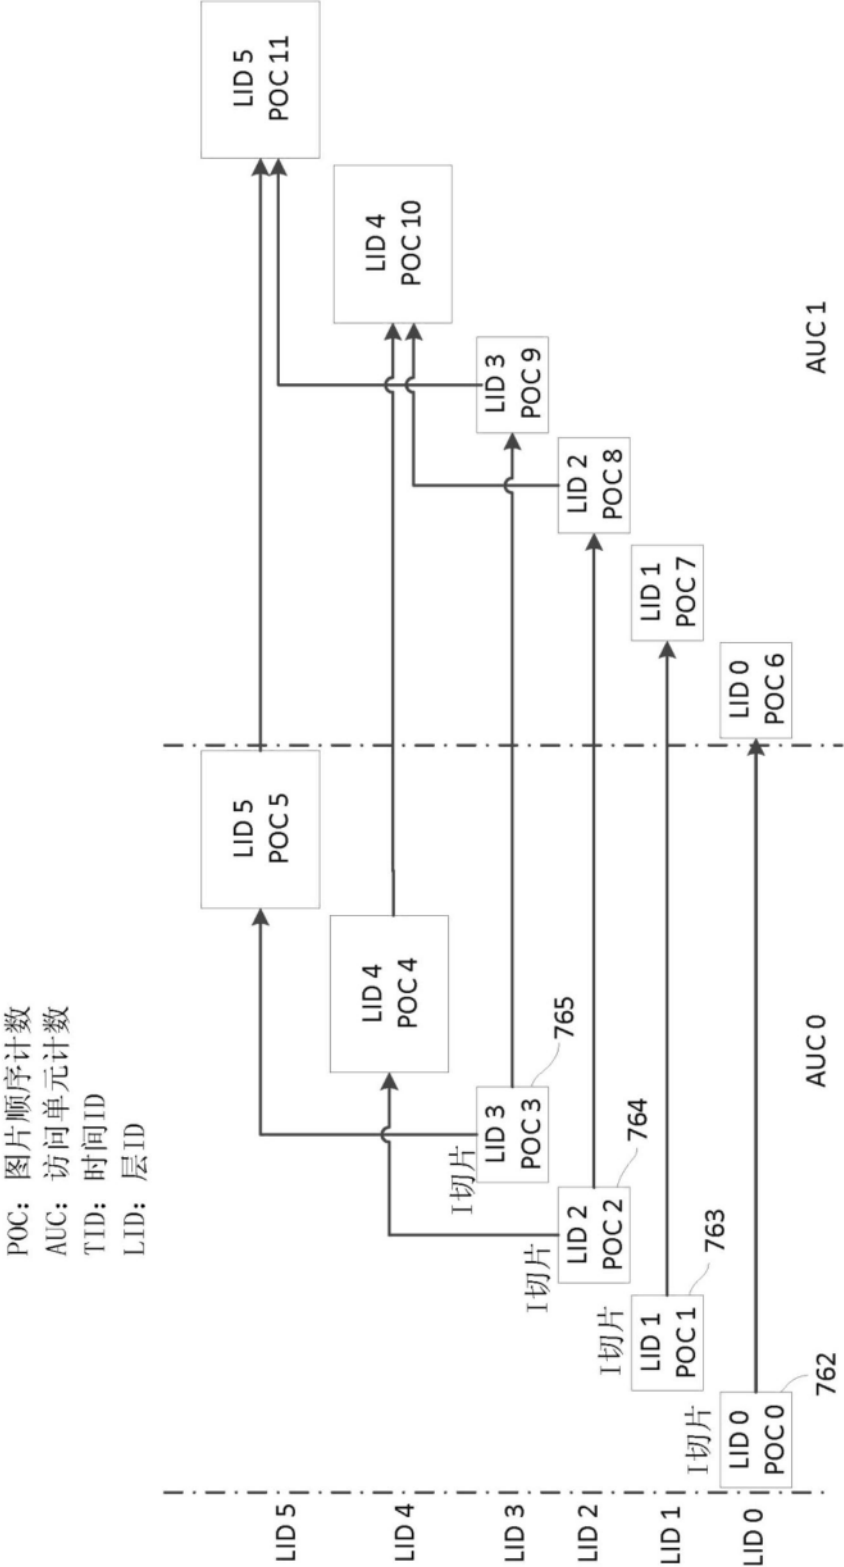 POC：图片顺序计数
AUC：访问单元计数
TID：时间ID
LID：层ID
LID 5
LID 5
POC 5
LID 5
POC 11
LID 4
LID 4
POC 4
LID 4
POC 10
LID 3
I切片
LID 3
POC 3
765
LID 3
POC 9
LID 2
I切片
LID 2
POC 2
764
LID 2
POC 8
LID 1
I切片
LID 1
POC 1
763
LID 1
POC 7
LID 0
I切片
LID 0
POC 0
762
LID 0
POC 6
AUC 0
AUC 1